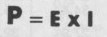 P = E x I